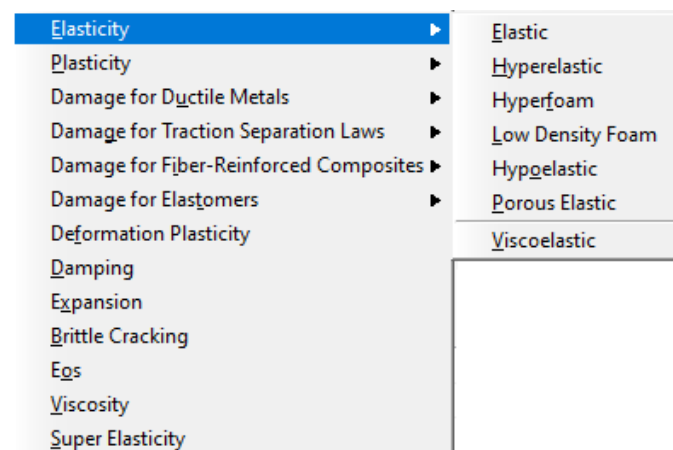 Elasticity
Plasticity
Damage for Ductile Metals
Damage for Traction Separation Laws
Damage for Fiber-Reinforced Composites
Damage for Elastomers
Deformation Plasticity
Damping
Expansion
Brittle Cracking
Eos
Viscosity
Super Elasticity
Elastic
Hyperelastic
Hyperfoam
Low Density Foam
Hypoelastic
Porous Elastic
Viscoelastic